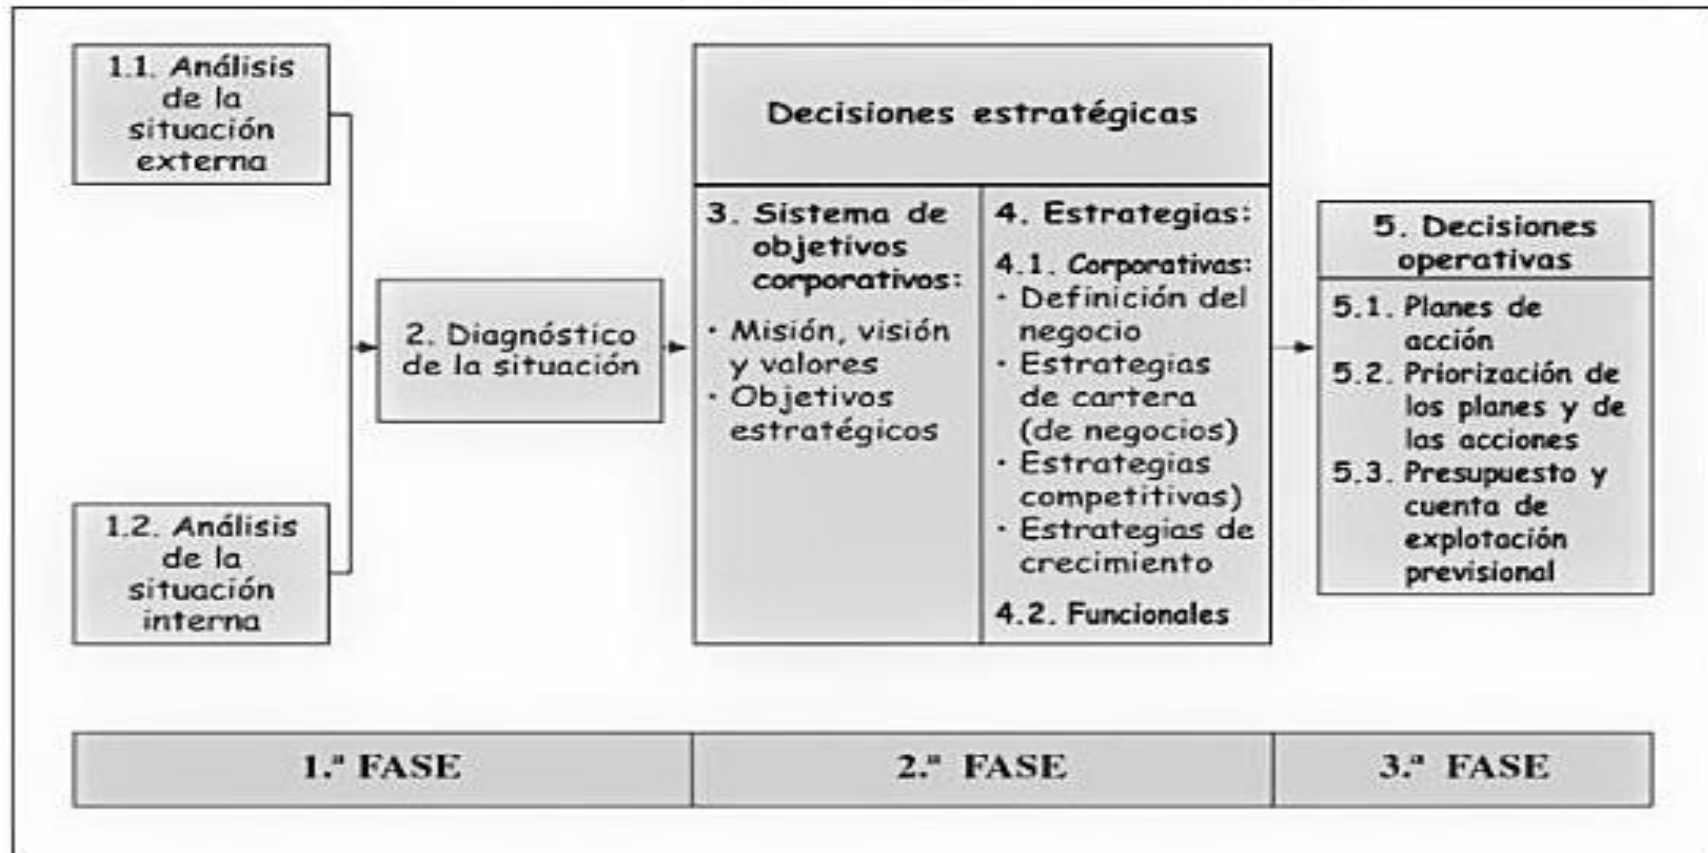 1.1. Análisis
de la
situación
externa
1.2. Análisis
de la
situación
interna
2. Diagnóstico
de la situación
Decisiones estratégicas
3. Sistema de
objetivos
corporativos:
· Misión, visión
y valores
· Objetivos
estratégicos
4. Estrategias:
4.1. Corporativas:
· Definición del
negocio
· Estrategias
de cartera
(de negocios)
· Estrategias
competitivas)
· Estrategias de
crecimiento
4.2. Funcionales
5. Decisiones
operativas
5.1. Planes de
acción
5.2. Priorización de
los planes y de
las acciones
5.3. Presupuesto y
cuenta de
explotación
previsional
1.ª FASE
2.ª FASE
3.ª FASE